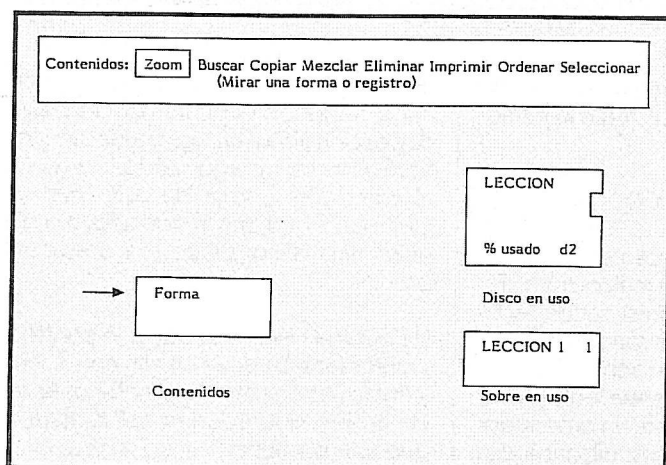 Contenidos: Zoom Buscar Copiar Mezclar Eliminar Imprimir Ordenar Seleccionar
(Mirar una forma o registro)
LECCION
% usado d2
Disco en uso
Forma
Contenidos
LECCION 1 1
Sobre en uso